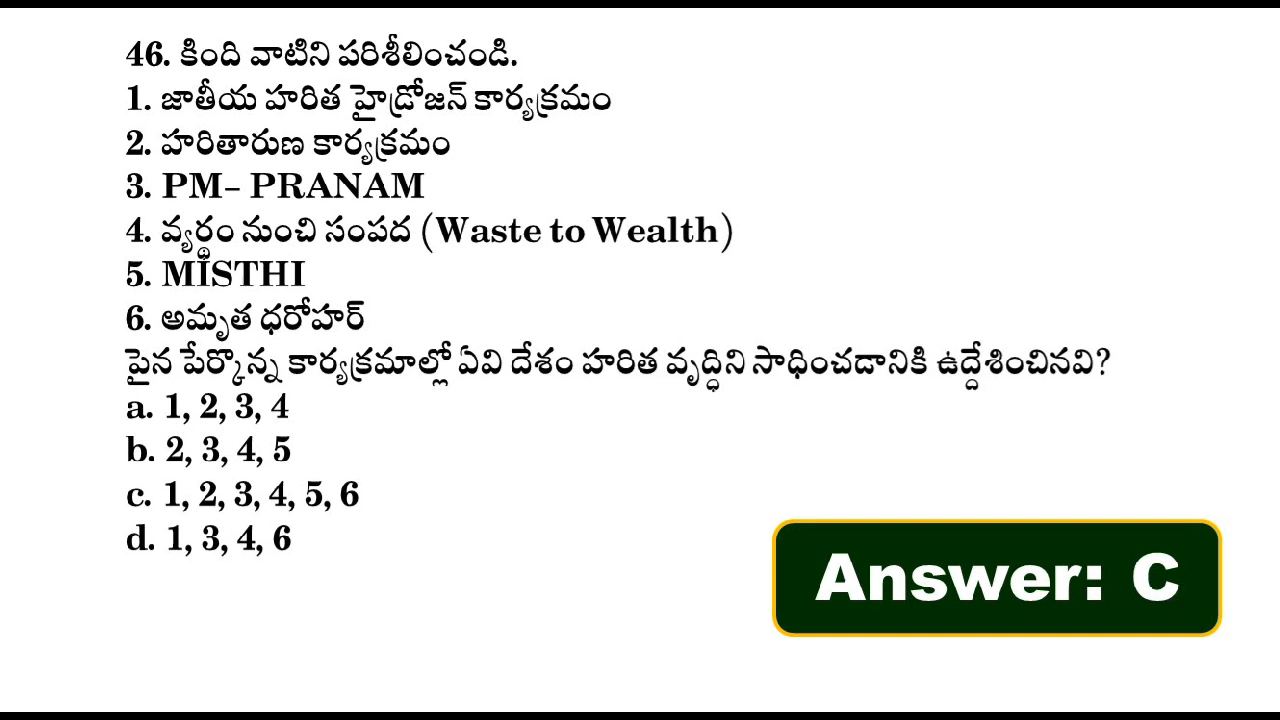 46. కింది వాటిని పరిశీలించండి.
1. జాతీయ హరిత హైడ్రోజన్ కార్యక్రమం
2. హరితారుణ కార్యక్రమం
3. PM– PRANAM
4. వ్యర్థం నుంచి సంపద (Waste to Wealth)
5. MISTHI
6. అమృత ధరోహర్
పైన పేర్కొన్న కార్యక్రమాల్లో ఏవి దేశం హరిత వృద్ధిని సాధించడానికి ఉద్దేశించినవి?
a. 1, 2, 3, 4
b. 2, 3, 4, 5
c. 1, 2, 3, 4, 5, 6
d. 1, 3, 4, 6
Answer: C